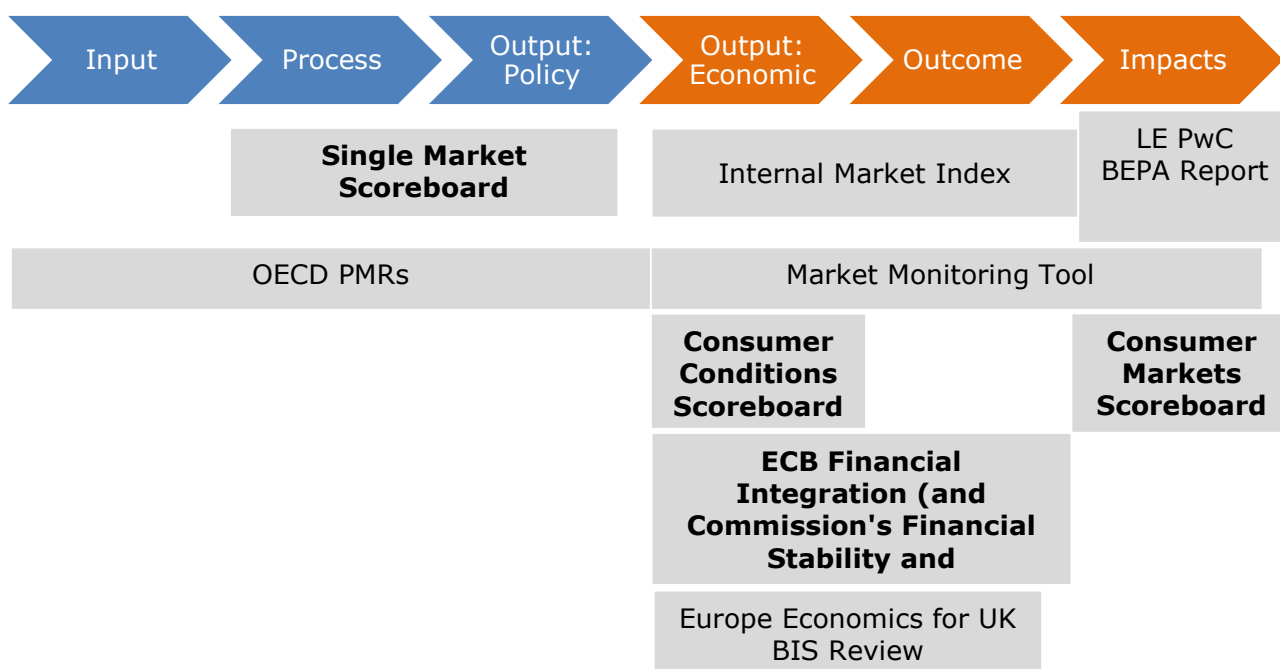 Input
Process
Output:
Policy
Output:
Economic
Outcome
Impacts
Single Market
Scoreboard
Internal Market Index
LE PwC
BEPA Report
OECD PMRs
Market Monitoring Tool
Consumer
Conditions
Scoreboard
Consumer
Markets
Scoreboard
ECB Financial
Integration (and
Commission's Financial
Stability and
Europe Economics for UK
BIS Review